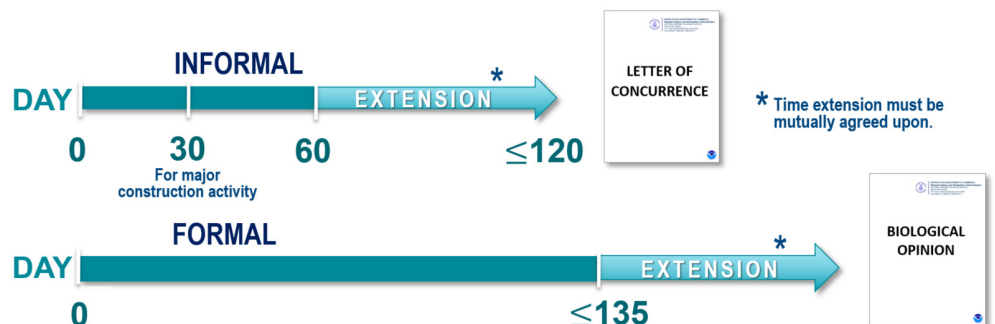 INFORMAL
*
DAY
EXTENSION
0
30
60
≤120
For major
construction activity
LETTER OF
CONCURRENCE
* Time extension must be
mutually agreed upon.
FORMAL
*
DAY
EXTENSION
0
≤135
BIOLOGICAL
OPINION